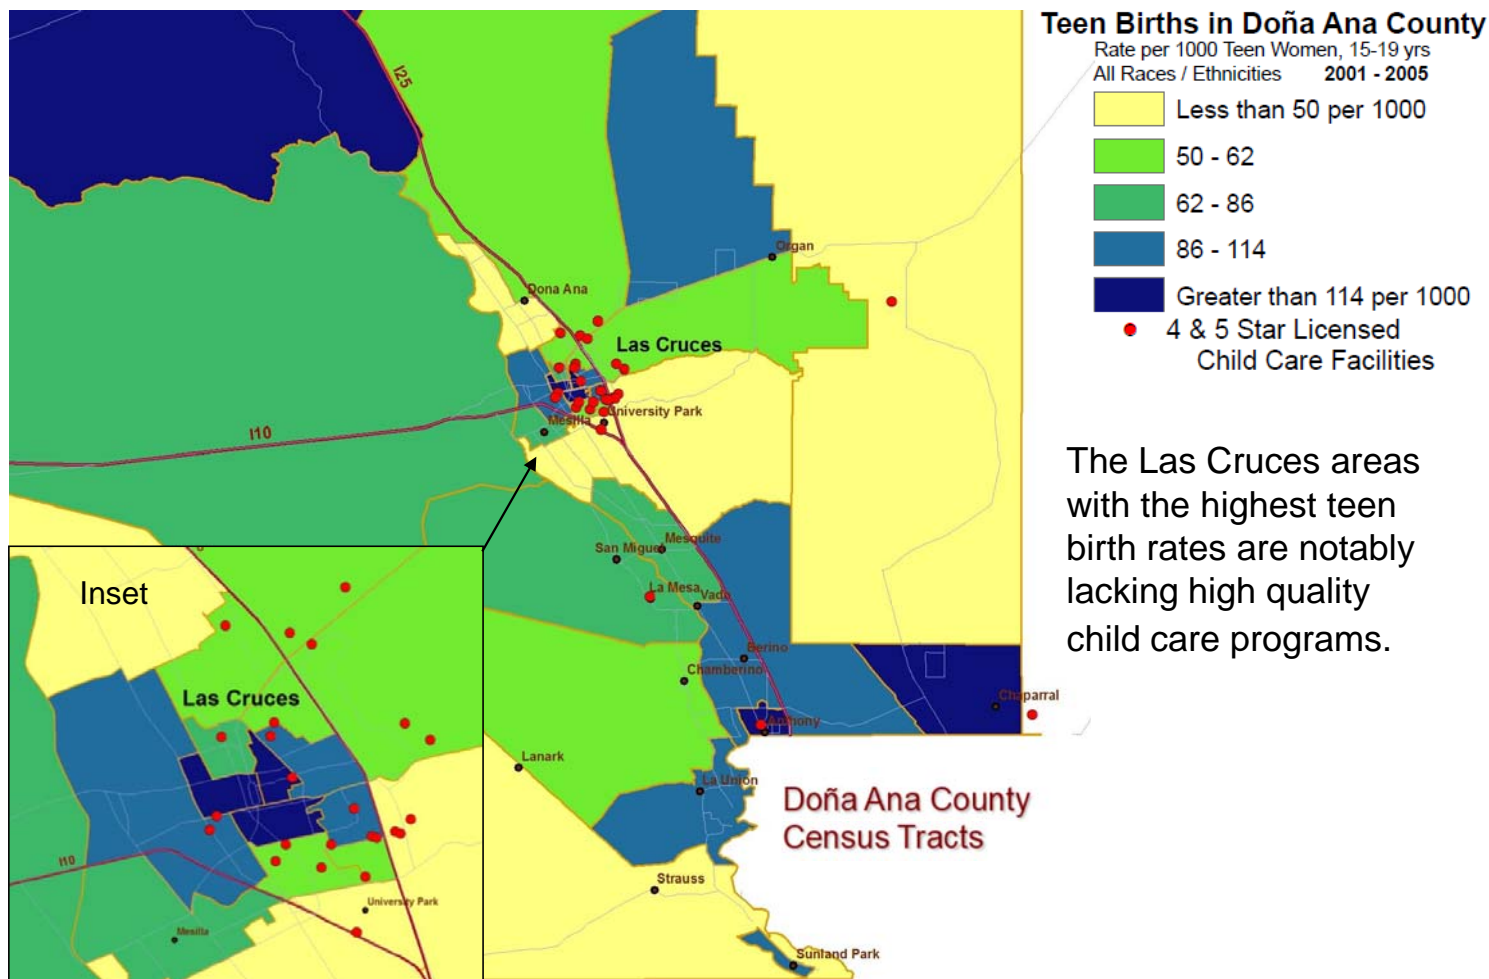 Teen Births in Doña Ana County
Rate per 1000 Teen Women, 15-19 yrs
All Races / Ethnicities 2001 - 2005
Less than 50 per 1000
50 - 62
62 - 86
86 - 114
Greater than 114 per 1000
4 & 5 Star Licensed
Child Care Facilities
The Las Cruces areas
with the highest teen
birth rates are notably
lacking high quality
child care programs.
I25
Organ
Dona Ana
Las Cruces
University Park
Mesilla
I10
Mesquite
San Miguel
La Mesa
Vado
Berino
Chamberino
Chaparral
Anthony
Lanark
La Union
Doña Ana County
Census Tracts
Strauss
Sunland Park
Inset
Las Cruces
I10
University Park
Mesilla